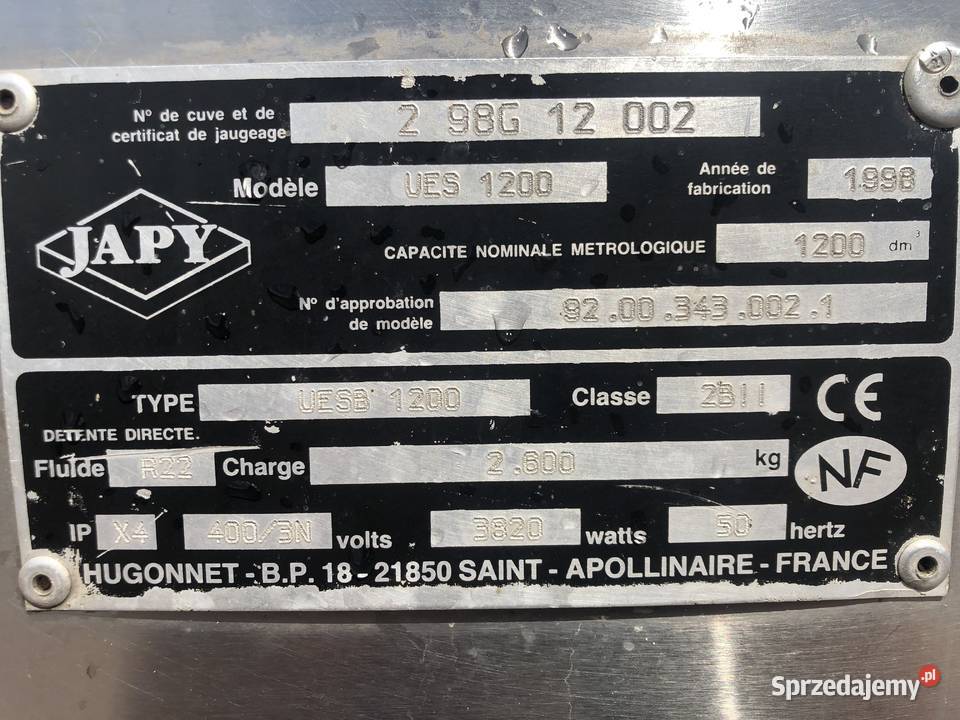 N° de cuve et de
certificat de jaugeage 2 98G 12 002
Modèle UES 1200 Année de
fabrication 1998
JAPY
CAPACITE NOMINALE METROLOGIQUE 1200 dm³
N° d'approbation
de modèle 92.00.343.002.1
TYPE UESB 1200 Classe 2BII CE
DETENTE DIRECTE.
Fluide R22 Charge 2.600 kg NF
IP X4 400/3N volts 3820 watts 50 hertz
HUGONNET - B.P. 18 - 21850 SAINT - APOLLINAIRE - FRANCE
Sprzedajemy.pl